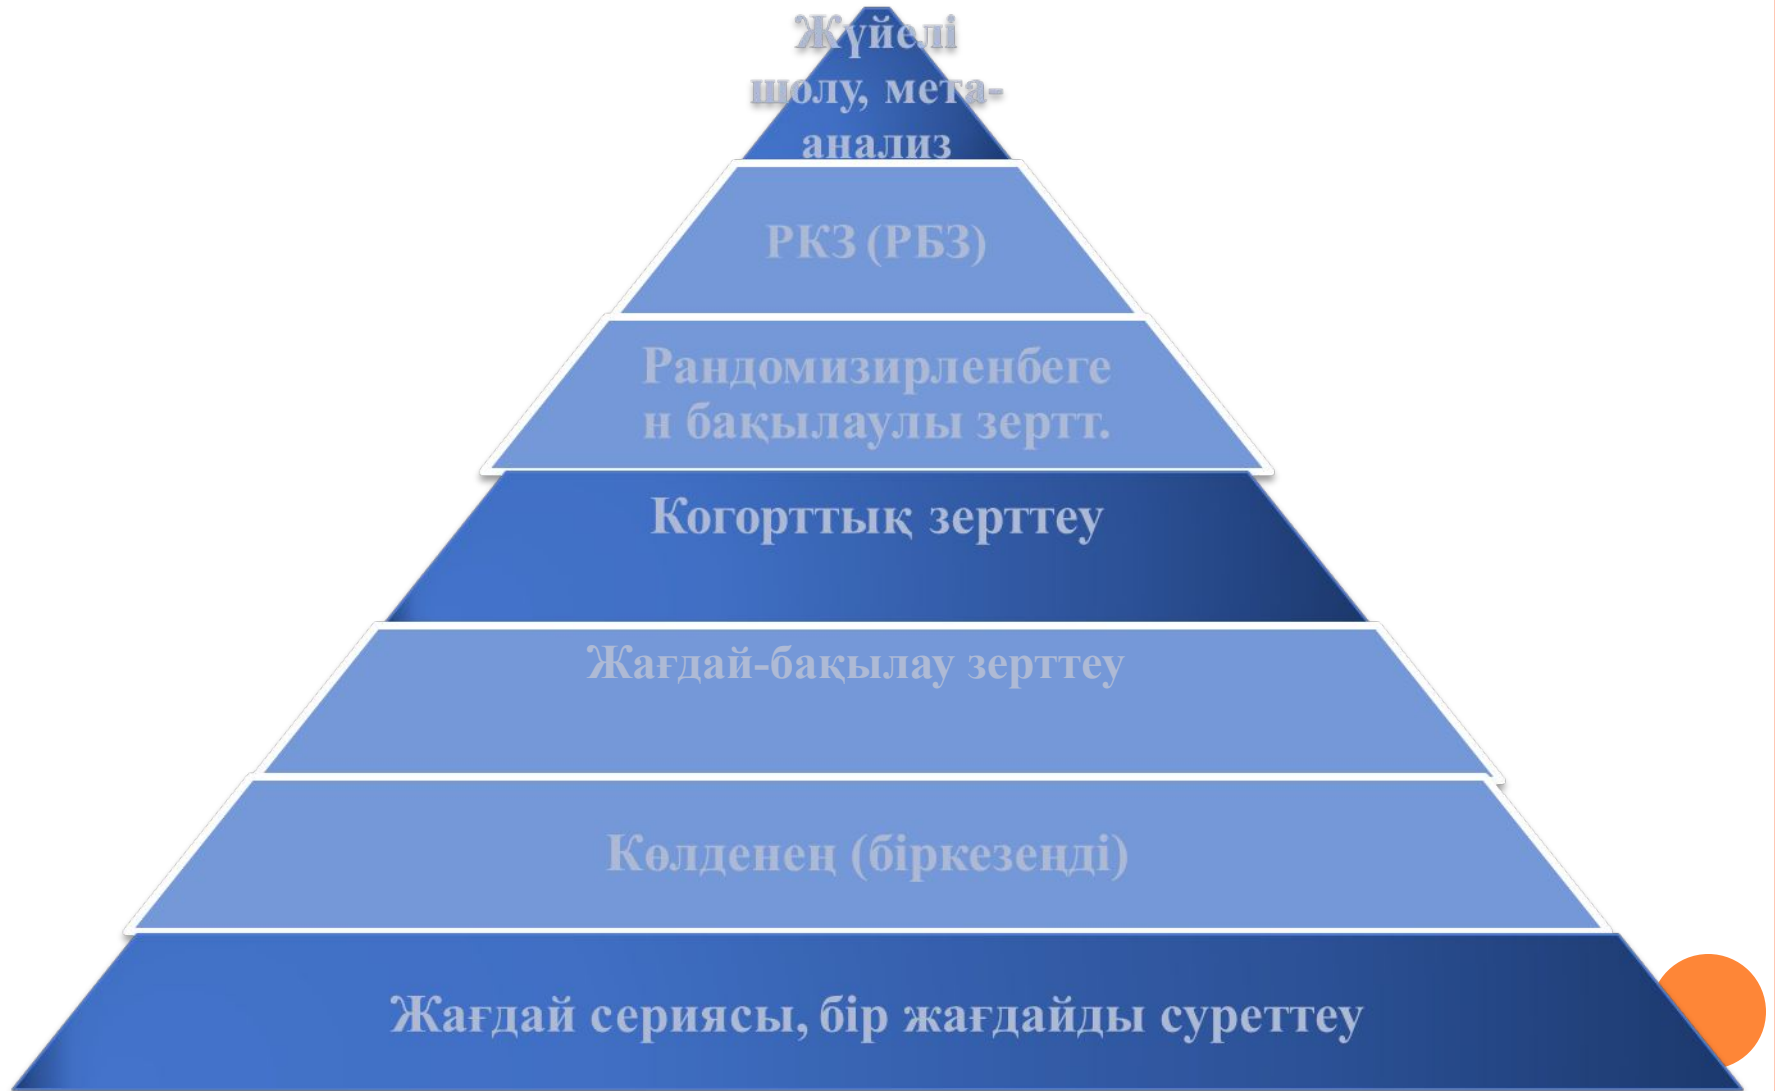 Жүйелі
шолу, мета-
анализ
РКЗ (РБЗ)
Рандомизирленбеге
н бақылаулы зертт.
Когорттық зерттеу
Жағдай-бақылау зерттеу
Көлденең (біркезеңді)
Жағдай сериясы, бір жағдайды суреттеу